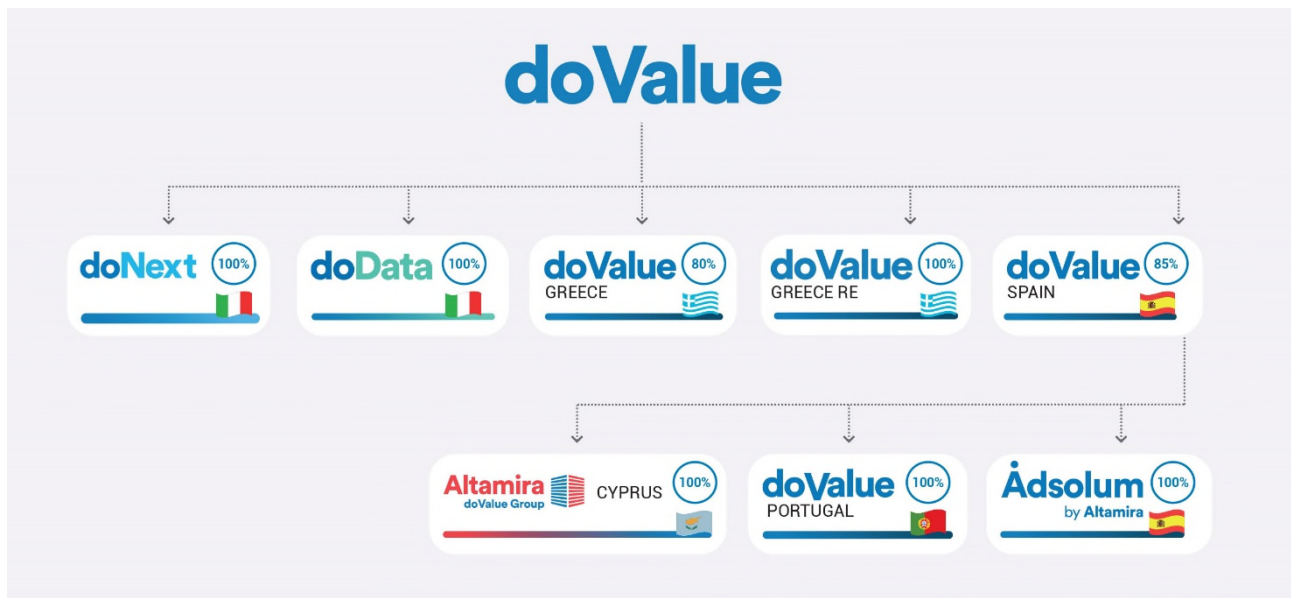 doValue
doNext 100%
doData 100%
doValue 80%
GREECE
doValue 100%
GREECE RE
doValue 85%
SPAIN
Altamira
doValue Group
CYPRUS 100%
doValue 100%
PORTUGAL
Ådsolum 100%
by Altamira